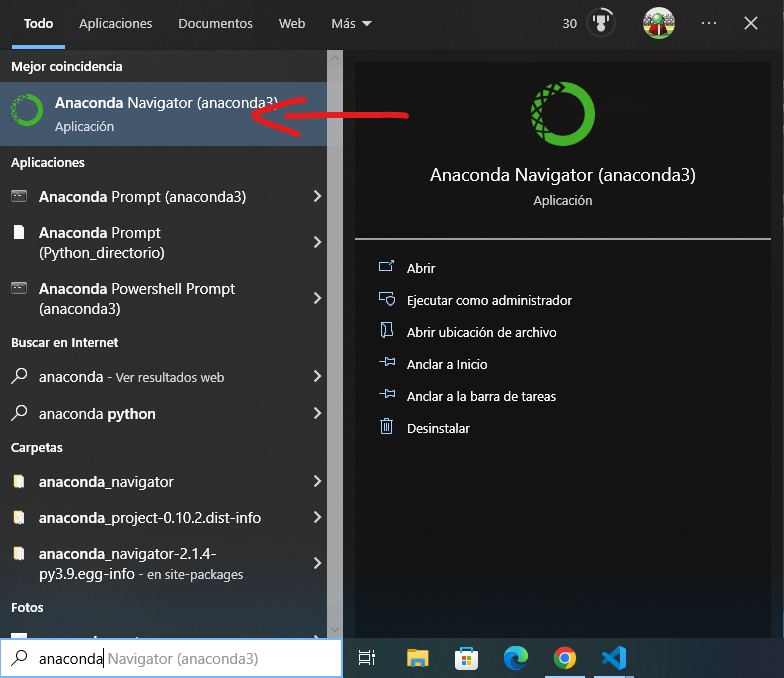 Todo Aplicaciones Documentos Web Más 30 ...
Mejor coincidencia
Anaconda Navigator (anaconda3)
Aplicación
Aplicaciones
Anaconda Prompt (anaconda3)
Anaconda Prompt
(Python_directorio)
Anaconda Powershell Prompt
(anaconda3)
Buscar en Internet
anaconda - Ver resultados web
anaconda python
Carpetas
anaconda_navigator
anaconda_project-0.10.2.dist-info
anaconda_navigator-2.1.4-
py3.9.egg-info - en site-packages
Fotos
anaconda Navigator (anaconda3)
Anaconda Navigator (anaconda3)
Aplicación
Abrir
Ejecutar como administrador
Abrir ubicación de archivo
Anclar a Inicio
Anclar a la barra de tareas
Desinstalar